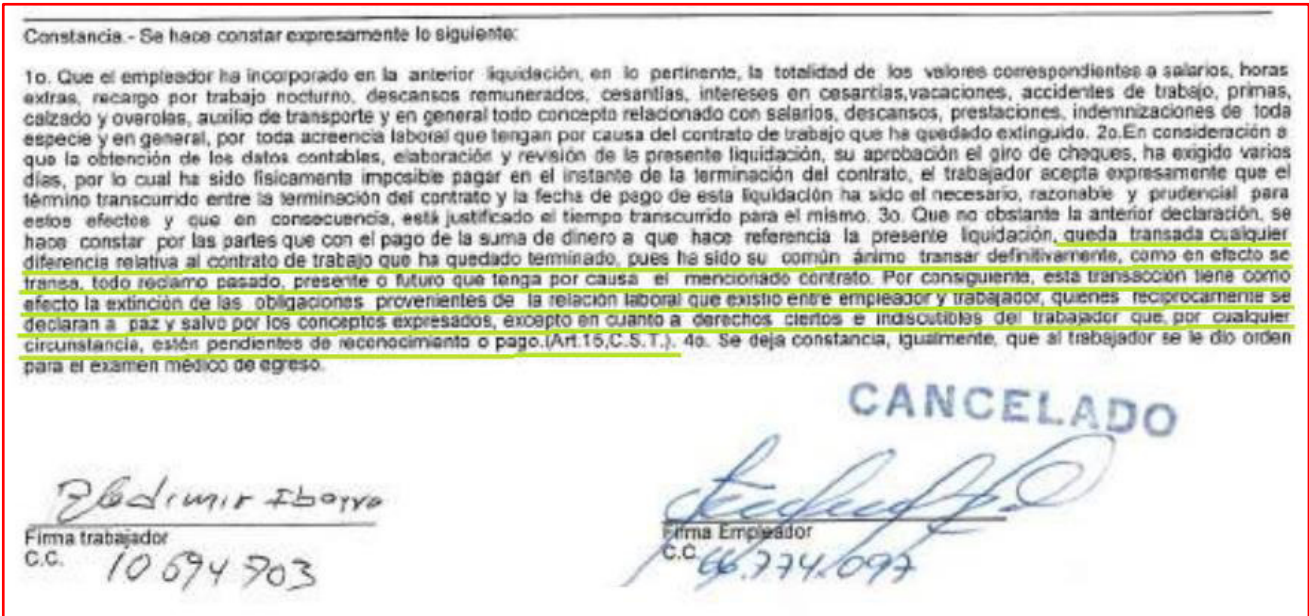 Constancia.- Se hace constar expresamente lo siguiente:
1o. Que el empleador ha incorporado en la anterior liquidación, en lo pertinente, la totalidad de los valores correspondientes a salarios, horas
extras, recargo por trabajo nocturno, descansos remunerados, cesantías, intereses en cesantías,vacaciones, accidentes de trabajo, primas,
calzado y overoles, auxilio de transporte y en general todo concepto relacionado con salarios, descansos, prestaciones, indemnizaciones de toda
especie y en general, por toda acreencia laboral que tengan por causa del contrato de trabajo que ha quedado extinguido. 2o.En consideración a
que la obtención de los datos contables, elaboración y revisión de la presente liquidación, su aprobación el giro de cheques, ha exigido varios
días, por lo cual ha sido físicamente imposible pagar en el instante de la terminación del contrato, el trabajador acepta expresamente que el
término transcurrido entre la terminación del contrato y la fecha de pago de esta liquidación ha sido el necesario, razonable y prudencial para
estos efectos y que en consecuencia, está justificado el tiempo transcurrido para el mismo. 3o. Que no obstante la anterior declaración, se
hace constar por las partes que con el pago de la suma de dinero a que hace referencia la presente liquidación, queda transada cualquier
diferencia relativa al contrato de trabajo que ha quedado terminado, pues ha sido su común ánimo transar definitivamente, como en efecto se
transa, todo reclamo pasado, presente o futuro que tenga por causa el mencionado contrato. Por consiguiente, esta transacción tiene como
efecto la extinción de las obligaciones provenientes de la relación laboral que existió entre empleador y trabajador, quienes recíprocamente se
declaran a paz y salvo por los conceptos expresados, excepto en cuanto a derechos ciertos e indiscutibles del trabajador que, por cualquier
circunstancia, estén pendientes de reconocimiento o pago.(Art.15,C.S.T.). 4o. Se deja constancia, igualmente, que al trabajador se le dio orden
para el examen médico de egreso.
CANCELADO
Bladimir Ibarra
Firma trabajador
C.C. 10 694 703
Firma Empleador
C.C. 66.774.097